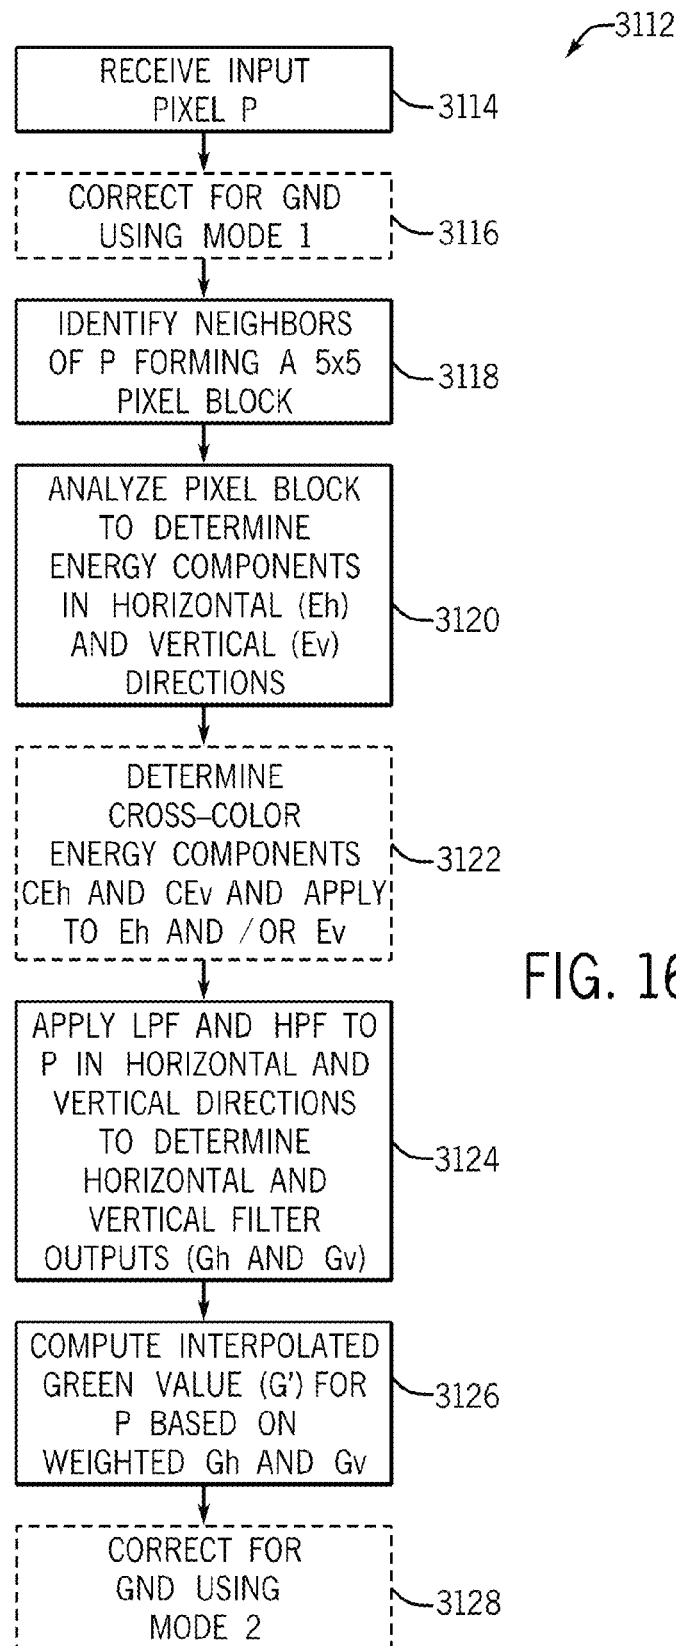 3112
RECEIVE INPUT
PIXEL P
3114
CORRECT FOR GND
USING MODE 1
3116
IDENTIFY NEIGHBORS
OF P FORMING A 5x5
PIXEL BLOCK
3118
ANALYZE PIXEL BLOCK
TO DETERMINE
ENERGY COMPONENTS
IN HORIZONTAL (Eh)
AND VERTICAL (Ev)
DIRECTIONS
3120
DETERMINE
CROSS–COLOR
ENERGY COMPONENTS
CEh AND CEv AND APPLY
TO Eh AND /OR Ev
3122
FIG. 16
APPLY LPF AND HPF TO
P IN HORIZONTAL AND
VERTICAL DIRECTIONS
TO DETERMINE
HORIZONTAL AND
VERTICAL FILTER
OUTPUTS (Gh AND Gv)
3124
COMPUTE INTERPOLATED
GREEN VALUE (G') FOR
P BASED ON
WEIGHTED Gh AND Gv
3126
CORRECT FOR
GND USING
MODE 2
3128